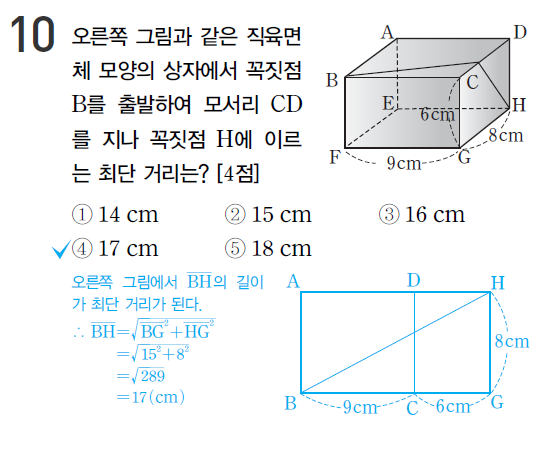 10 오른쪽 그림과 같은 직육면
체 모양의 상자에서 꼭짓점
B를 출발하여 모서리 CD
를 지나 꼭짓점 H에 이르
는 최단 거리는? [4점]
A
D
B
C
E
6cm
H
8cm
F
9cm
G
① 14 cm ② 15 cm ③ 16 cm
④ 17 cm ⑤ 18 cm
오른쪽 그림에서 B̅H̅의 길이
가 최단 거리가 된다.
∴ B̅H̅=√(B̅G̅²+H̅G̅²)
=√(15²+8²)
=√289
=17(cm)
A D H
8cm
B 9cm C 6cm G